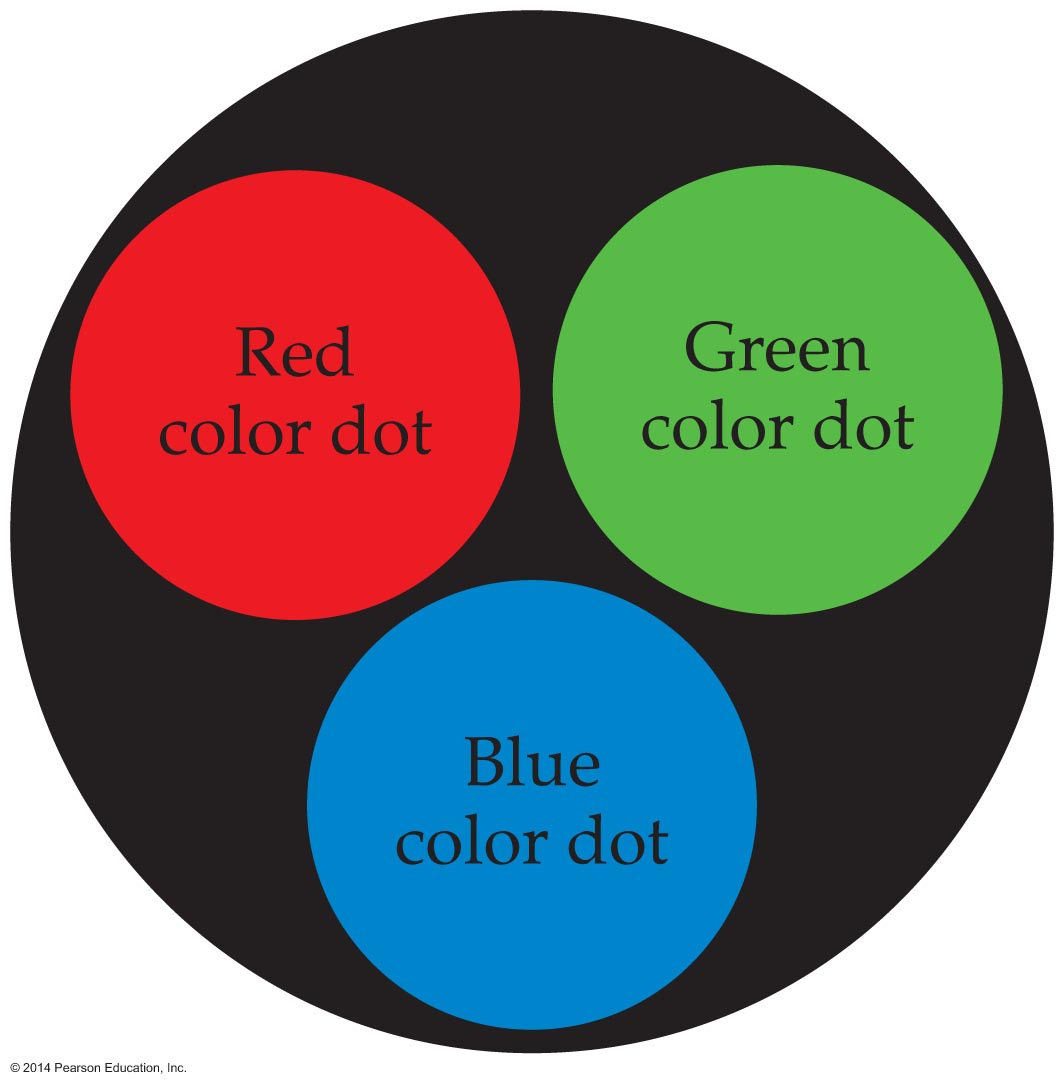 Red
color dot
Green
color dot
Blue
color dot
© 2014 Pearson Education, Inc.